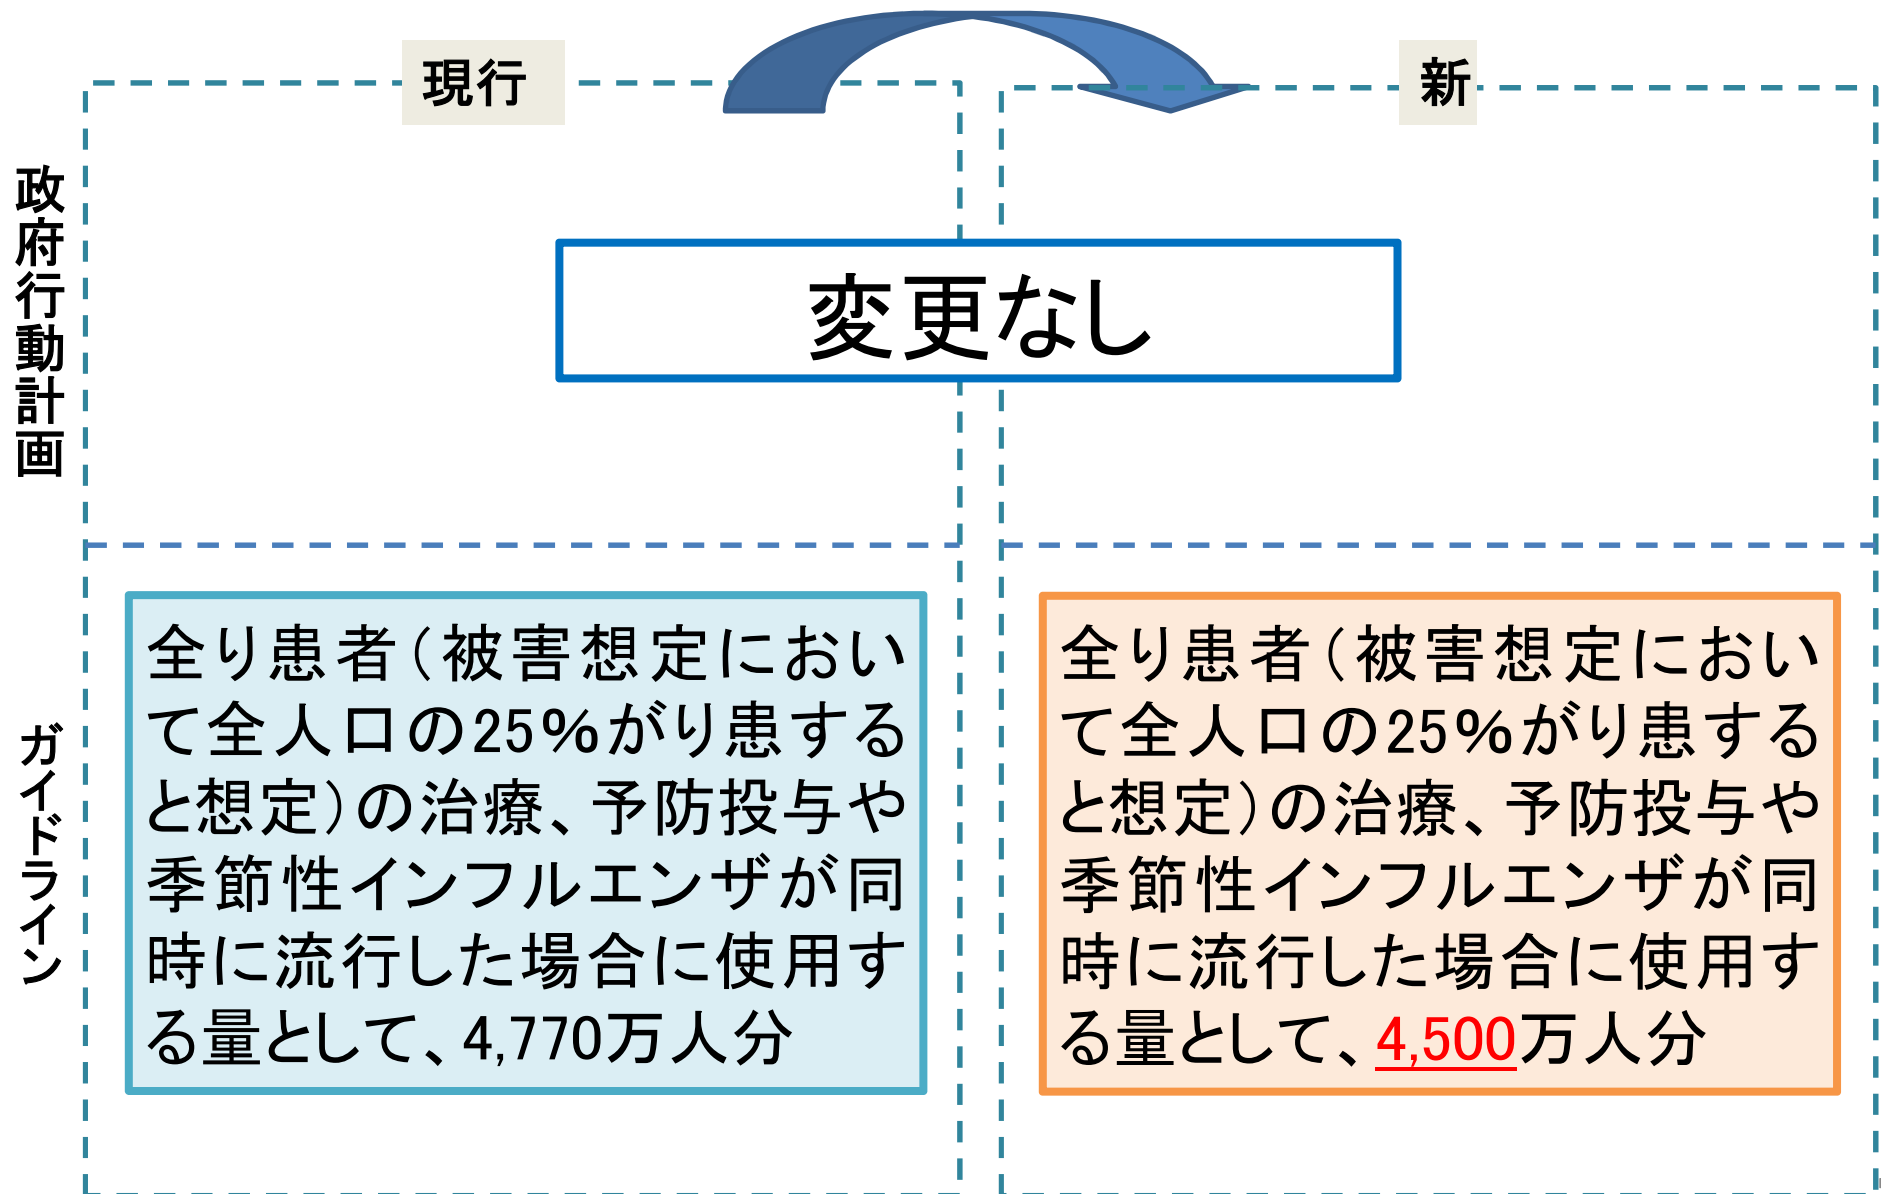 現行
新
政府行動計画
変更なし
ガイドライン
全り患者（被害想定におい
て全人口の25％がり患する
と想定）の治療、予防投与や
季節性インフルエンザが同
時に流行した場合に使用す
る量として、4,770万人分
全り患者（被害想定におい
て全人口の25％がり患する
と想定）の治療、予防投与や
季節性インフルエンザが同
時に流行した場合に使用す
る量として、4,500万人分